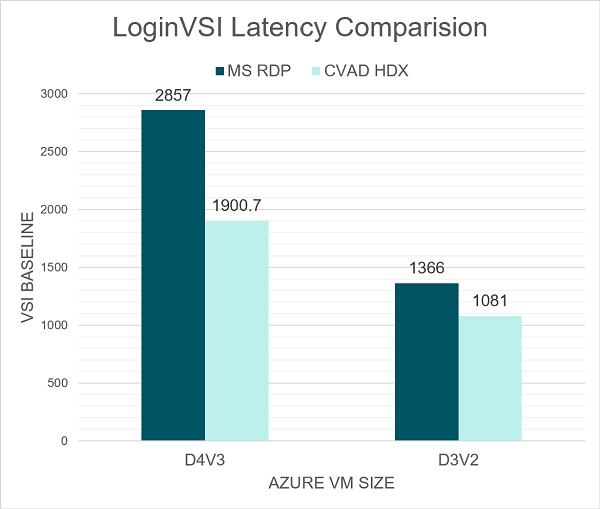 LoginVSI Latency Comparision
MS RDP CVAD HDX
3000
2857
2500
2000
1900.7
1500
1366
1081
1000
500
0
VSI BASELINE
D4V3 D3V2
AZURE VM SIZE